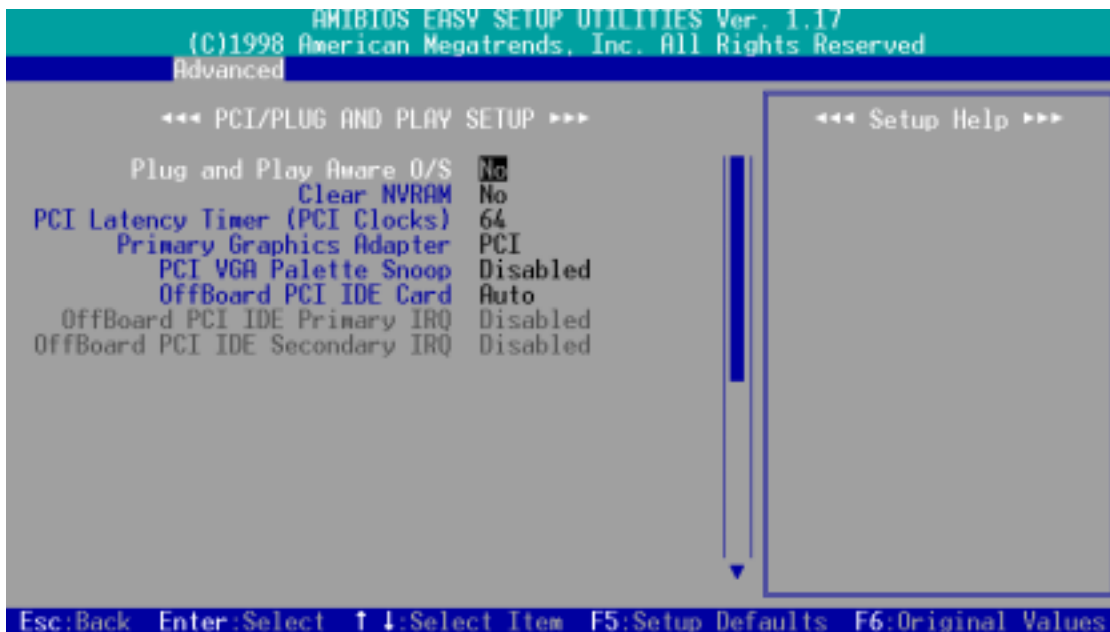 AMIBIOS EASY SETUP UTILITIES Ver. 1.17
(C)1998 American Megatrends, Inc. All Rights Reserved
Advanced
◄◄◄ PCI/PLUG AND PLAY SETUP ►►►
Plug and Play Aware O/S No
Clear NVRAM No
PCI Latency Timer (PCI Clocks) 64
Primary Graphics Adapter PCI
PCI VGA Palette Snoop Disabled
OffBoard PCI IDE Card Auto
OffBoard PCI IDE Primary IRQ Disabled
OffBoard PCI IDE Secondary IRQ Disabled
◄◄◄ Setup Help ►►►
Esc:Back Enter:Select ↑↓:Select Item F5:Setup Defaults F6:Original Values